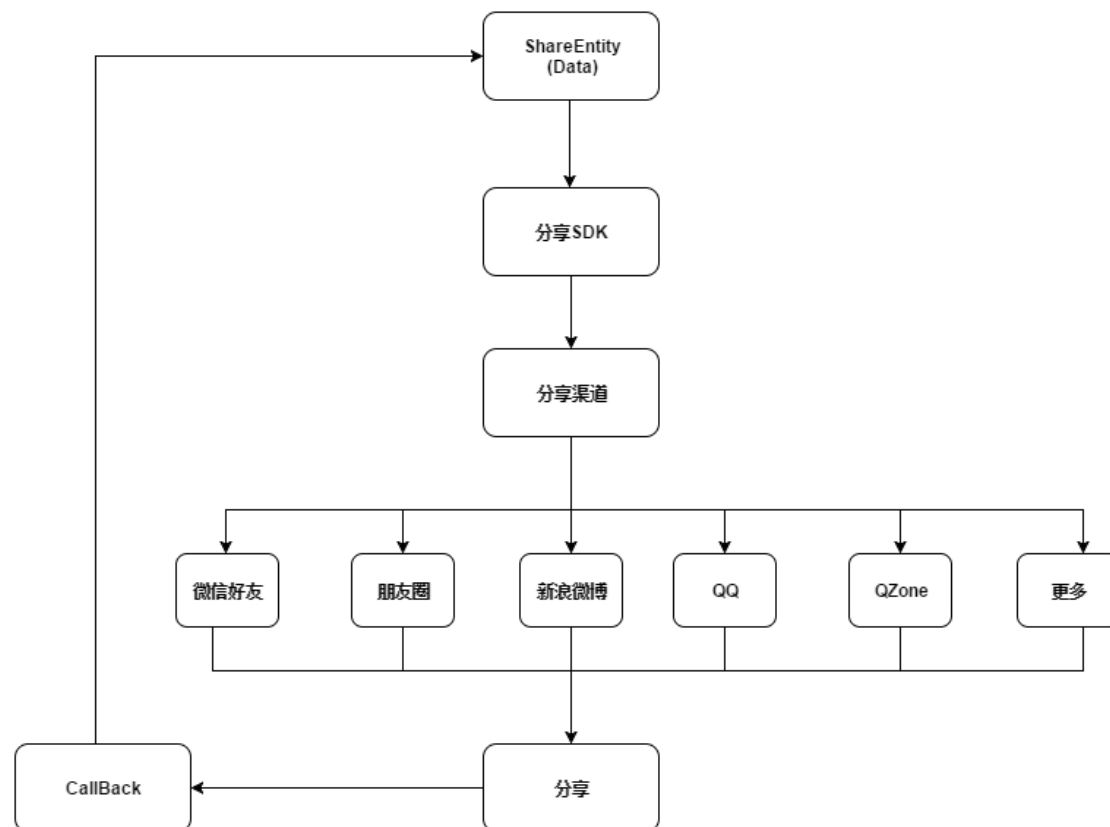 ShareEntity
(Data)
分享SDK
分享渠道
微信好友
朋友圈
新浪微博
QQ
QZone
更多
CallBack
分享